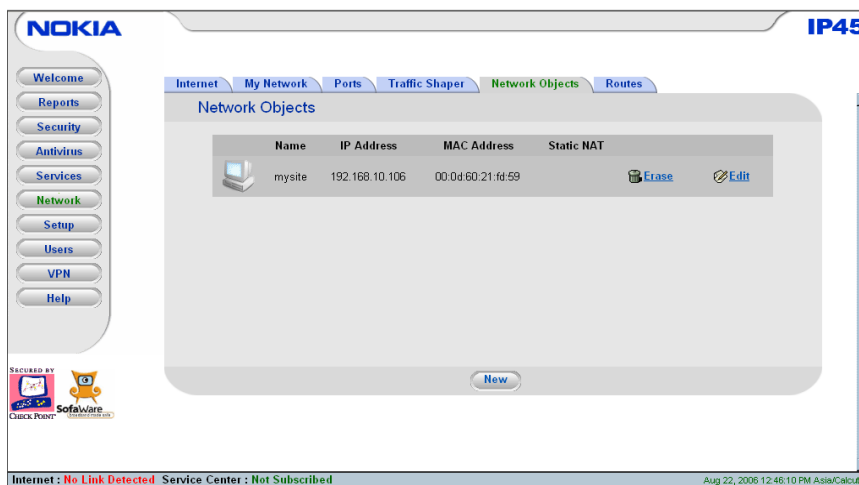 NOKIA
IP45
Welcome
Reports
Security
Antivirus
Services
Network
Setup
Users
VPN
Help
Internet My Network Ports Traffic Shaper Network Objects Routes
Network Objects
Name IP Address MAC Address Static NAT
mysite 192.168.10.106 00:0d:60:21:fd:59 Erase Edit
New
SECURED BY
CHECK POINT
SofaWare
Internet : No Link Detected Service Center : Not Subscribed
Aug 22, 2006 12:46:10 PM Asia/Calcut